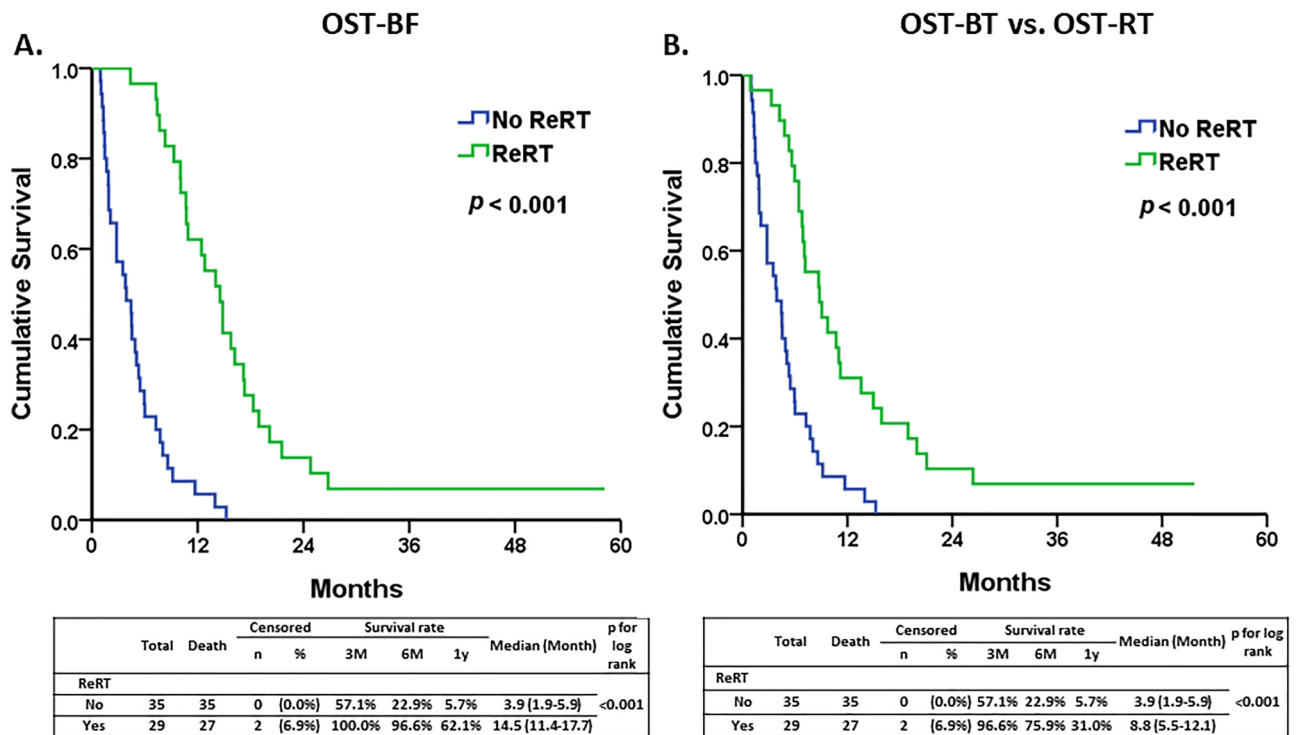 OST-BF
A.
1.0
0.8
0.6
0.4
0.2
0.0
Cumulative Survival
No ReRT
ReRT
p < 0.001
0 12 24 36 48 60
Months
Total Death Censored Survival rate Median (Month) p for log rank
n % 3M 6M 1y
ReRT
No 35 35 0 (0.0%) 57.1% 22.9% 5.7% 3.9 (1.9-5.9) <0.001
Yes 29 27 2 (6.9%) 100.0% 96.6% 62.1% 14.5 (11.4-17.7)
OST-BT vs. OST-RT
B.
1.0
0.8
0.6
0.4
0.2
0.0
Cumulative Survival
No ReRT
ReRT
p < 0.001
0 12 24 36 48 60
Months
Total Death Censored Survival rate Median (Month) p for log rank
n % 3M 6M 1y
ReRT
No 35 35 0 (0.0%) 57.1% 22.9% 5.7% 3.9 (1.9-5.9) <0.001
Yes 29 27 2 (6.9%) 96.6% 75.9% 31.0% 8.8 (5.5-12.1)